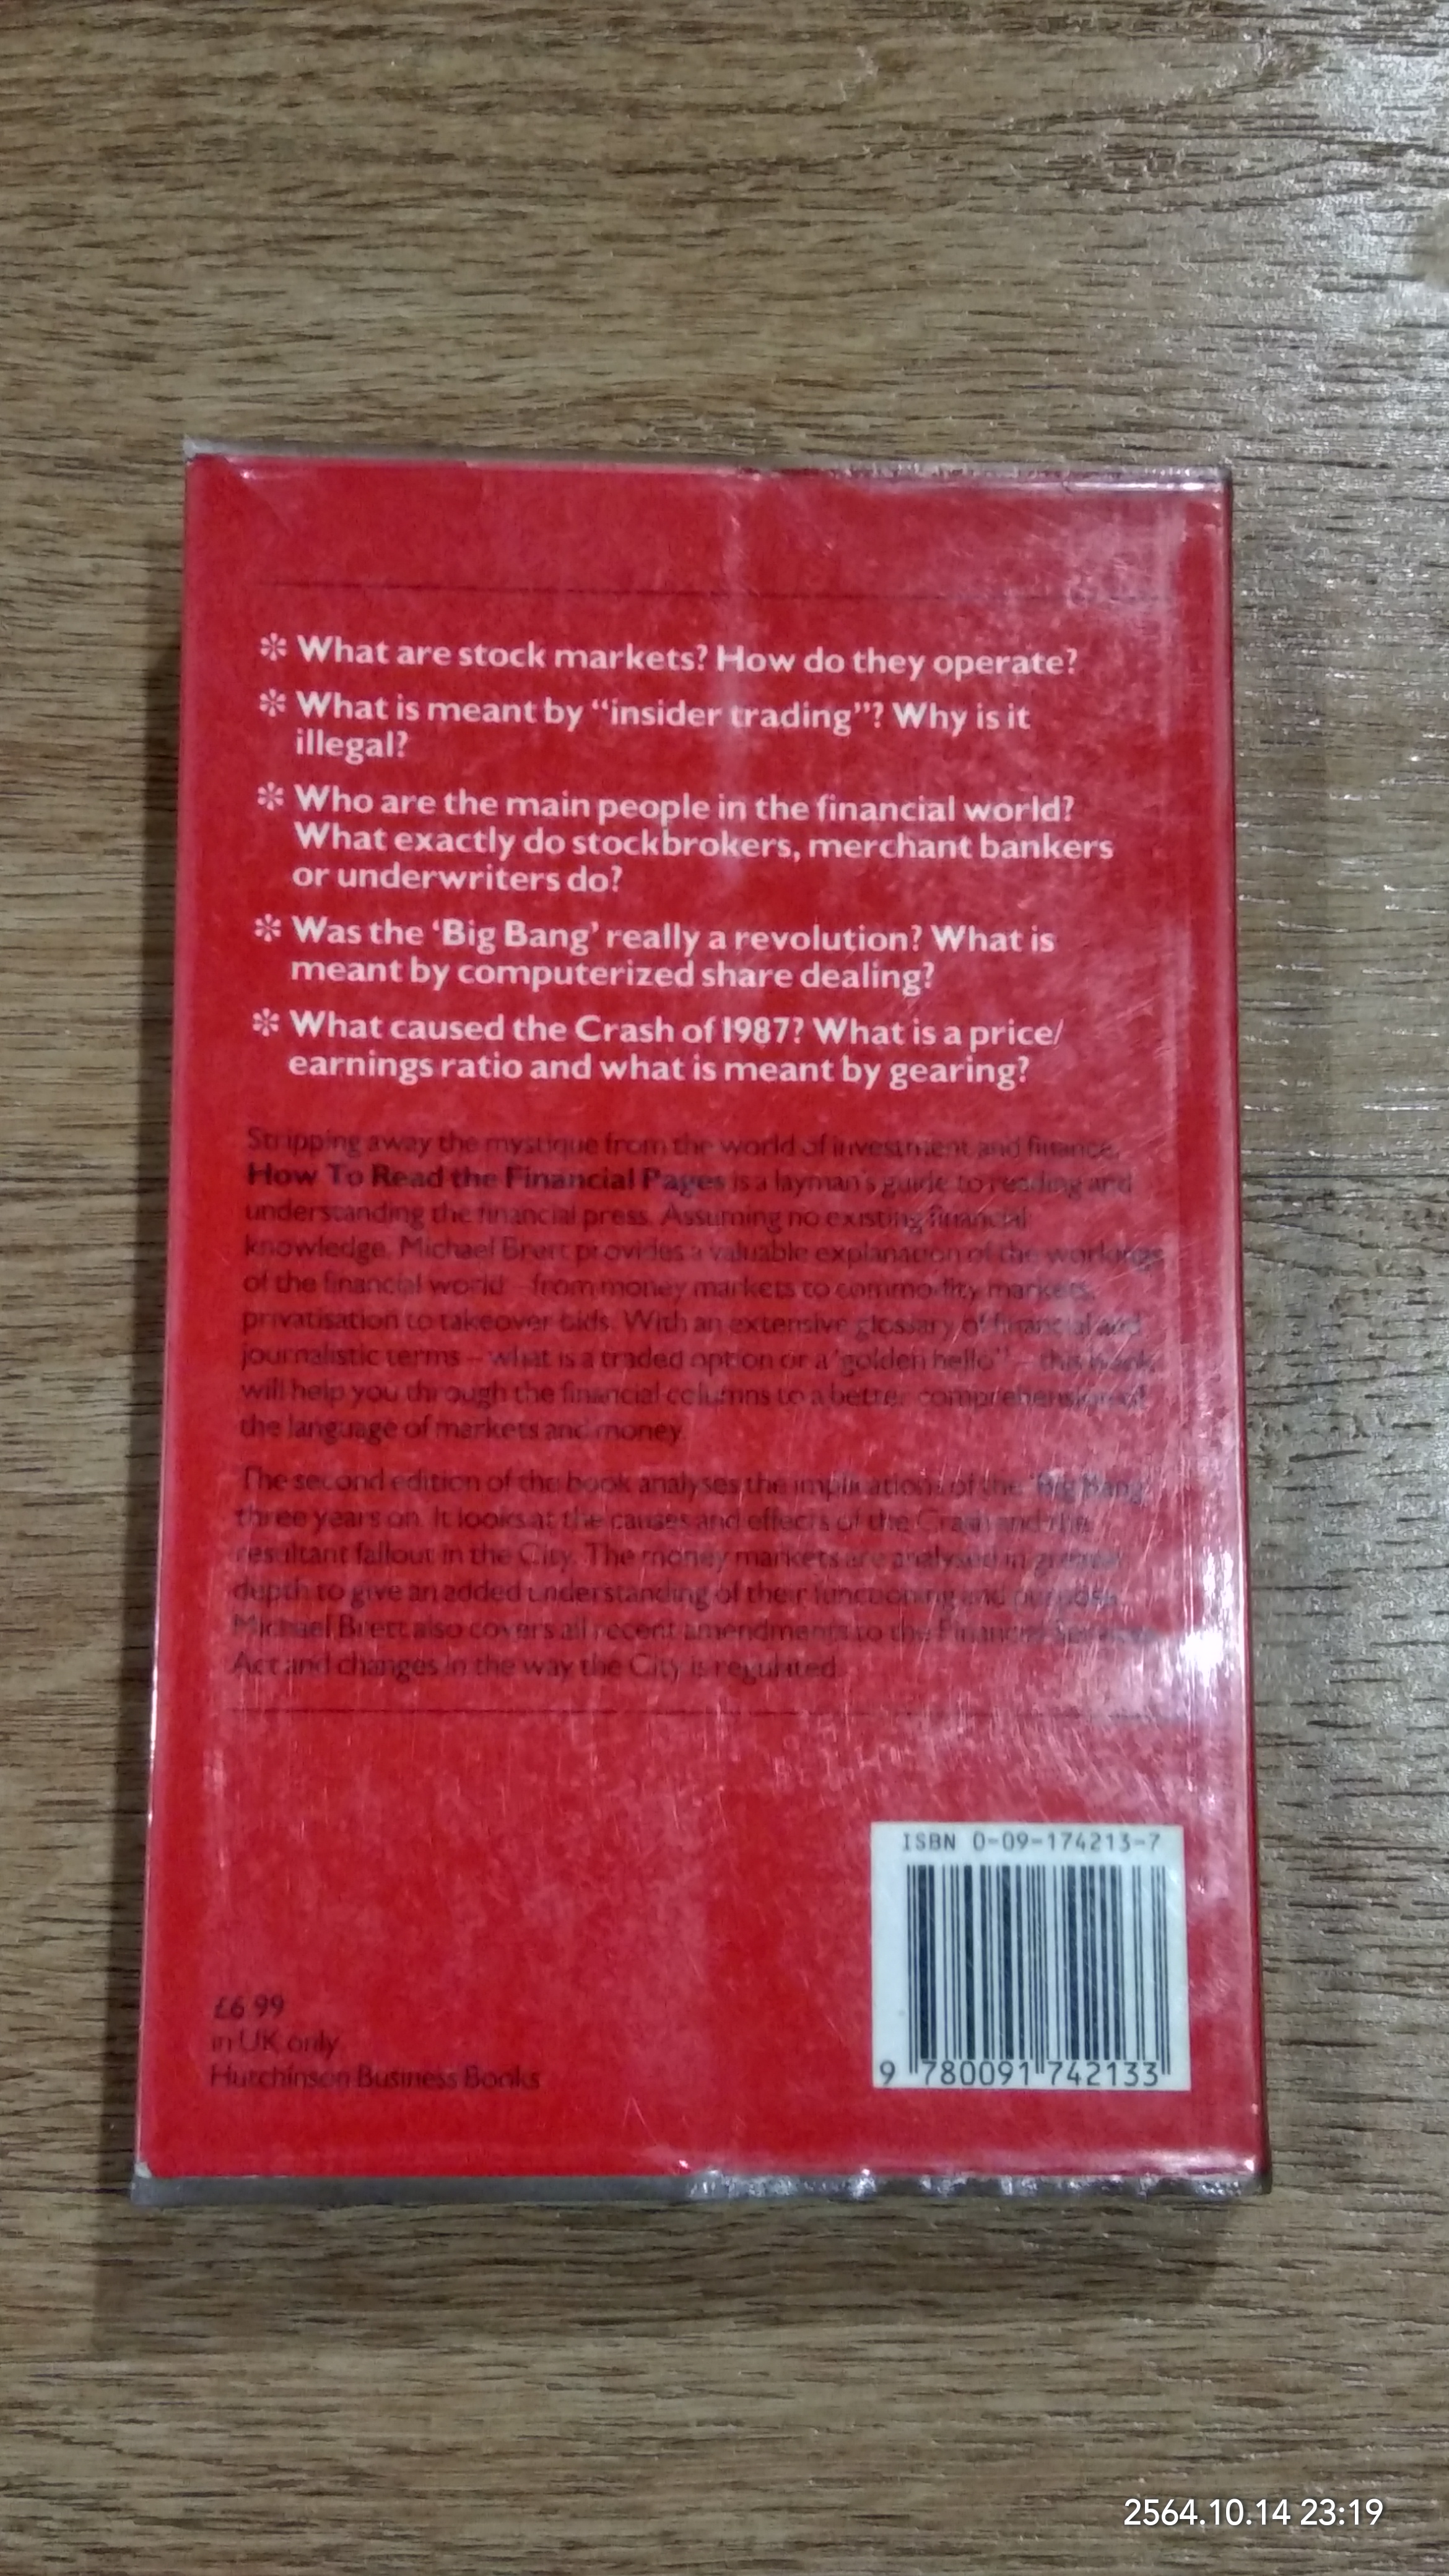 ✻ What are stock markets? How do they operate?
✻ What is meant by “insider trading”? Why is it
illegal?
✻ Who are the main people in the financial world?
What exactly do stockbrokers, merchant bankers
or underwriters do?
✻ Was the ‘Big Bang’ really a revolution? What is
meant by computerized share dealing?
✻ What caused the Crash of 1987? What is a price/
earnings ratio and what is meant by gearing?
Stripping away the mystique from the world of investment and finance,
How To Read the Financial Pages is a layman's guide to reading and
understanding the financial press. Assuming no existing financial
knowledge, Michael Brett provides a valuable explanation of the workings
of the financial world – from money markets to commodity markets,
privatisation to takeover bids. With an extensive glossary of financial and
journalistic terms – what is a traded option or a 'golden hello' – this book
will help you through the financial columns to a better comprehension of
the language of markets and money.
The second edition of the book analyses the implications of the 'Big Bang'
three years on. It looks at the causes and effects of the Crash and the
resultant fallout in the City. The money markets are analysed in greater
depth to give an added understanding of their functioning and purpose.
Michael Brett also covers all recent amendments to the Financial Services
Act and changes in the way the City is regulated.
ISBN 0-09-174213-7
9 780091 742133
£6.99
in UK only
Hutchinson Business Books
2564.10.14 23:19